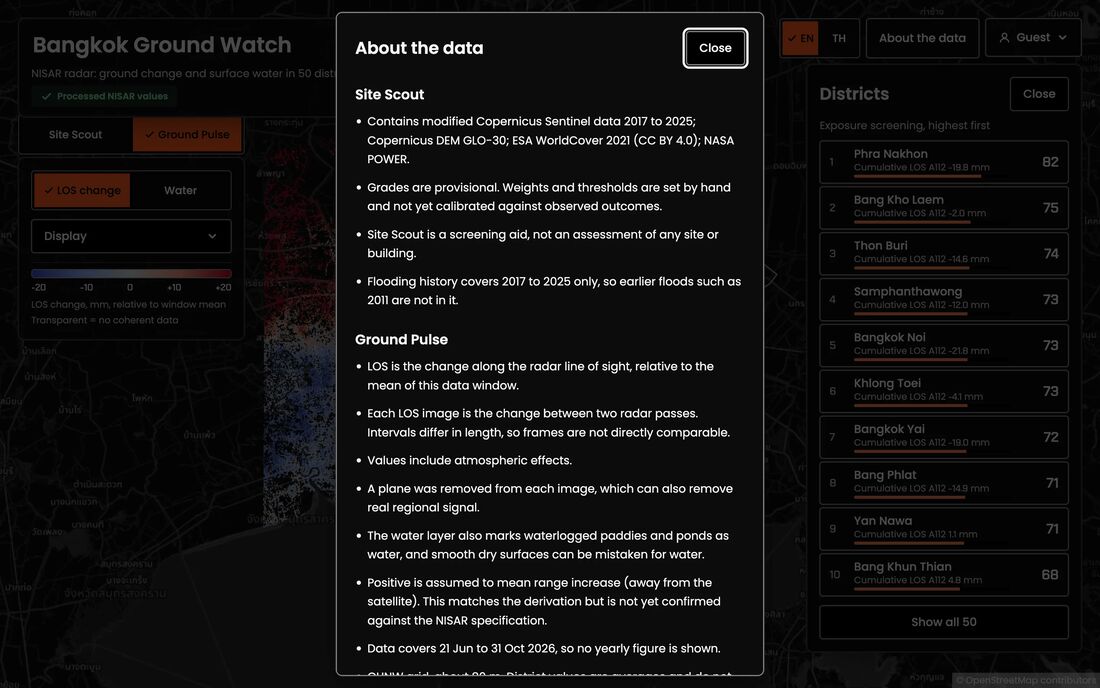 Bangkok Ground Watch
NISAR radar: ground change and surface water in 50 distr
Processed NISAR values
Site Scout
Ground Pulse
LOS change
Water
Display
-20 -10 0 +10 +20
LOS change, mm, relative to window mean
Transparent = no coherent data
About the data
Close
Site Scout
• Contains modified Copernicus Sentinel data 2017 to 2025;
Copernicus DEM GLO-30; ESA WorldCover 2021 (CC BY 4.0); NASA
POWER.
• Grades are provisional. Weights and thresholds are set by hand
and not yet calibrated against observed outcomes.
• Site Scout is a screening aid, not an assessment of any site or
building.
• Flooding history covers 2017 to 2025 only, so earlier floods such as
2011 are not in it.
Ground Pulse
• LOS is the change along the radar line of sight, relative to the
mean of this data window.
• Each LOS image is the change between two radar passes.
Intervals differ in length, so frames are not directly comparable.
• Values include atmospheric effects.
• A plane was removed from each image, which can also remove
real regional signal.
• The water layer also marks waterlogged paddies and ponds as
water, and smooth dry surfaces can be mistaken for water.
• Positive is assumed to mean range increase (away from the
satellite). This matches the derivation but is not yet confirmed
against the NISAR specification.
• Data covers 21 Jun to 31 Oct 2026, so no yearly figure is shown.
EN
TH
About the data
Guest
Districts
Close
Exposure screening, highest first
1 Phra Nakhon 82
Cumulative LOS A112 -19.8 mm
2 Bang Kho Laem 75
Cumulative LOS A112 -2.0 mm
3 Thon Buri 74
Cumulative LOS A112 -14.6 mm
4 Samphanthawong 73
Cumulative LOS A112 -12.0 mm
5 Bangkok Noi 73
Cumulative LOS A112 -21.8 mm
6 Khlong Toei 73
Cumulative LOS A112 -4.1 mm
7 Bangkok Yai 72
Cumulative LOS A112 -19.0 mm
8 Bang Phlat 71
Cumulative LOS A112 -14.9 mm
9 Yan Nawa 71
Cumulative LOS A112 1.1 mm
10 Bang Khun Thian 68
Cumulative LOS A112 4.8 mm
Show all 50
© OpenStreetMap contributors